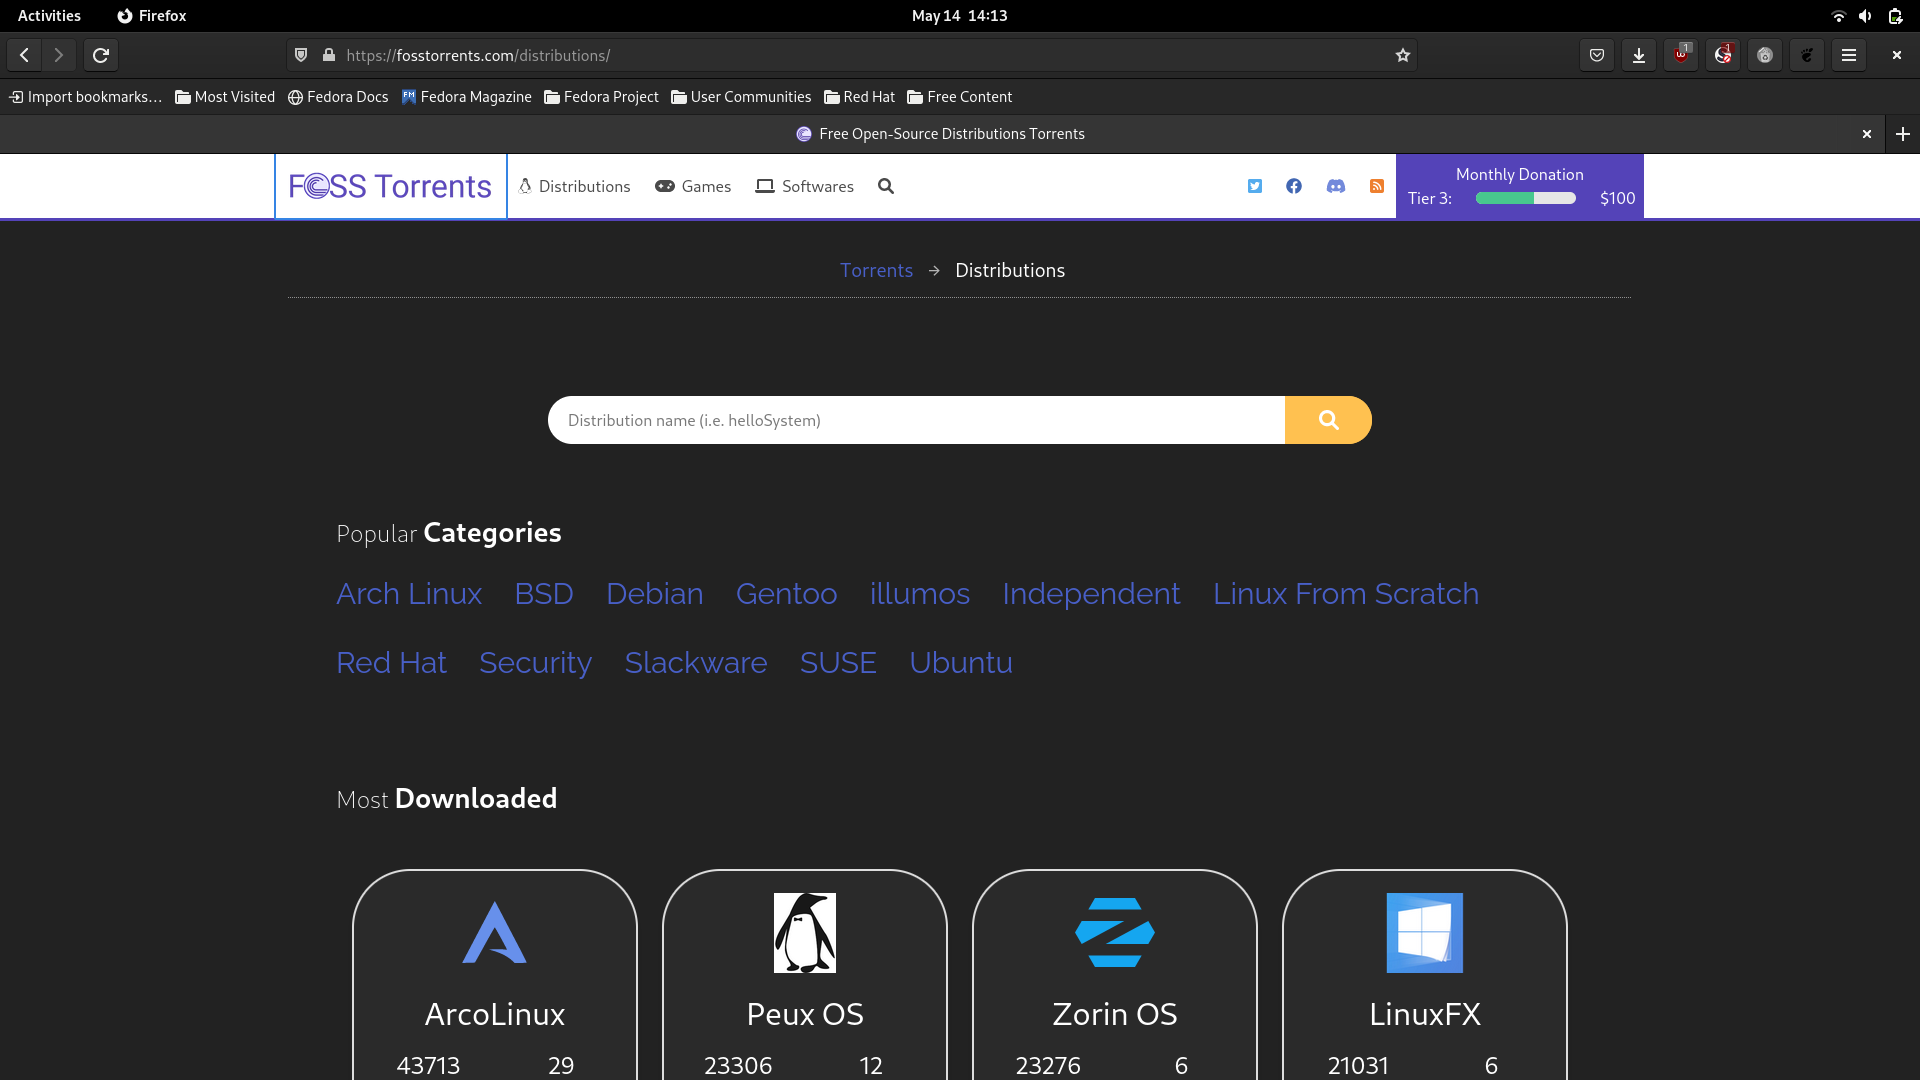 Activities Firefox May 14 14:13
https://fosstorrents.com/distributions/ 1 1
Import bookmarks... Most Visited Fedora Docs Fedora Magazine Fedora Project User Communities Red Hat Free Content
Free Open-Source Distributions Torrents
FOSS Torrents Distributions Games Softwares
Monthly Donation
Tier 3: $100
Torrents → Distributions
Distribution name (i.e. helloSystem)
Popular Categories
Arch Linux BSD Debian Gentoo illumos Independent Linux From Scratch
Red Hat Security Slackware SUSE Ubuntu
Most Downloaded
ArcoLinux Peux OS Zorin OS LinuxFX
43713 29 23306 12 23276 6 21031 6